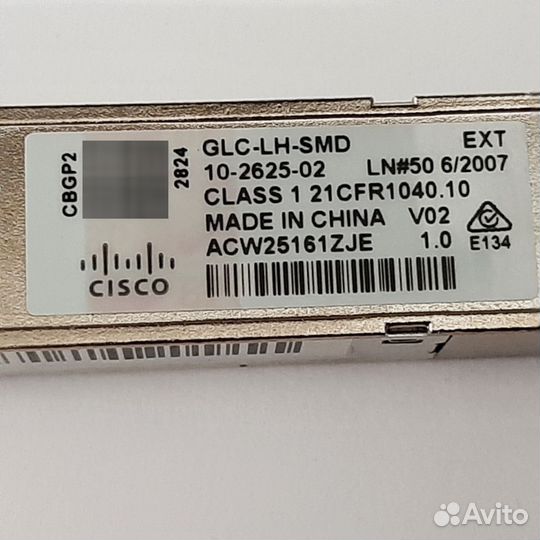 CBGP2
2824
GLC-LH-SMD EXT
10-2625-02 LN#50 6/2007
CLASS 1 21CFR1040.10
MADE IN CHINA V02
ACW25161ZJE 1.0 E134
CISCO
Avito